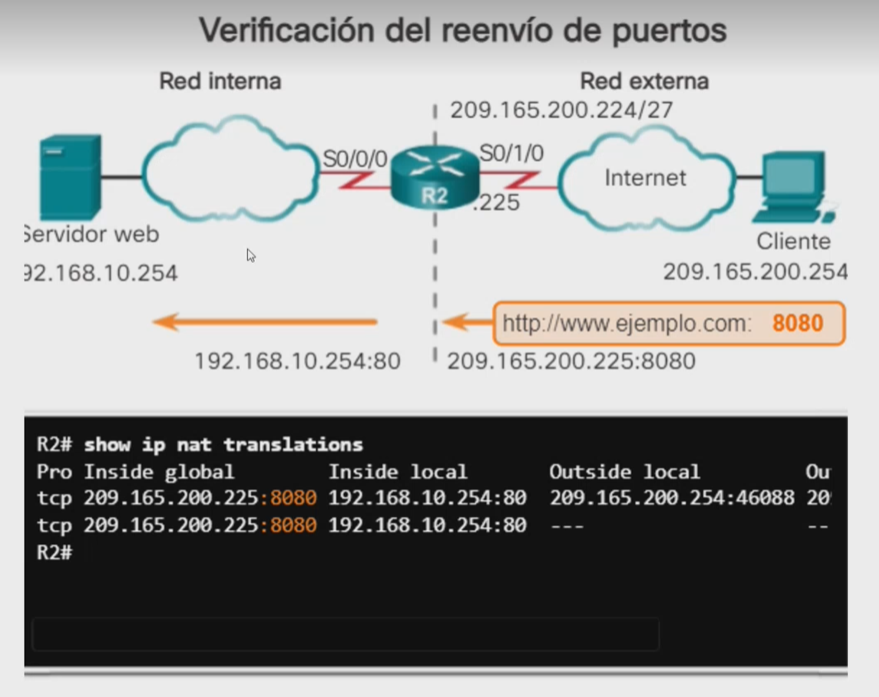 Verificación del reenvío de puertos
Red interna
Red externa
209.165.200.224/27
S0/0/0
S0/1/0
R2
.225
Internet
Servidor web
92.168.10.254
Cliente
209.165.200.254
http://www.ejemplo.com: 8080
192.168.10.254:80
209.165.200.225:8080
R2# show ip nat translations
Pro Inside global Inside local Outside local Ou
tcp 209.165.200.225:8080 192.168.10.254:80 209.165.200.254:46088 20
tcp 209.165.200.225:8080 192.168.10.254:80 --- --
R2#